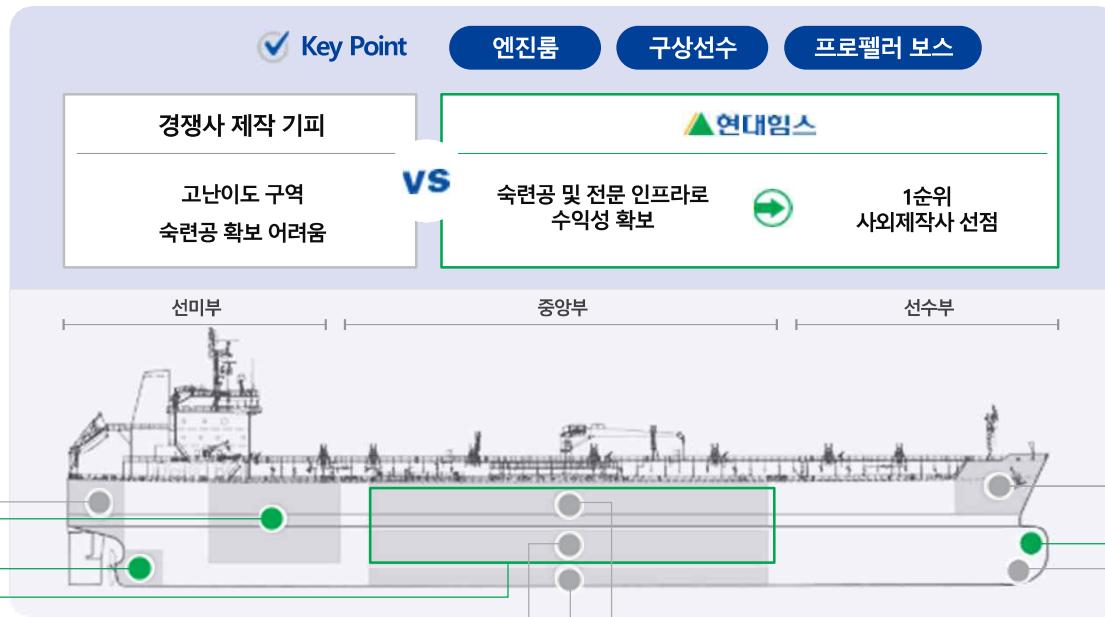 Key Point
엔진룸
구상선수
프로펠러 보스
경쟁사 제작 기피
고난이도 구역
숙련공 확보 어려움
VS
현대힘스
숙련공 및 전문 인프라로
수익성 확보
1순위
사외제작사 선점
선미부
중앙부
선수부